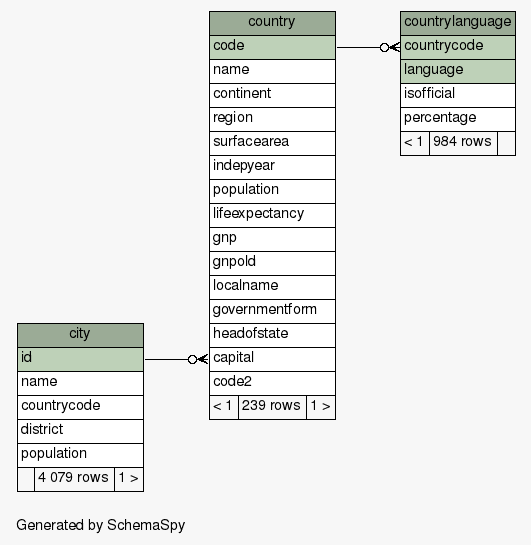 country
code
name
continent
region
surfacearea
indepyear
population
lifeexpectancy
gnp
gnpold
localname
governmentform
headofstate
capital
code2
< 1 239 rows 1 >
countrylanguage
countrycode
language
isofficial
percentage
< 1 984 rows
city
id
name
countrycode
district
population
4 079 rows 1 >
Generated by SchemaSpy